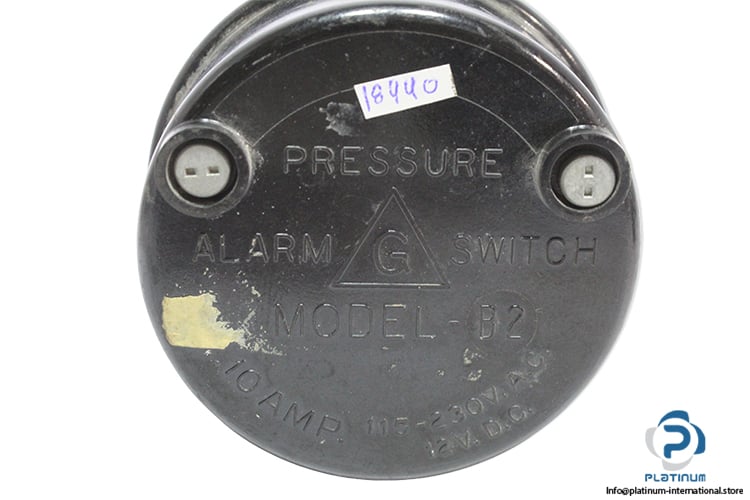 18440
PRESSURE
ALARM G SWITCH
MODEL-B2
10 AMP. 115-230V. A.C.
12V. D.C.
P
PLATINUM
Info@platinum-international.store